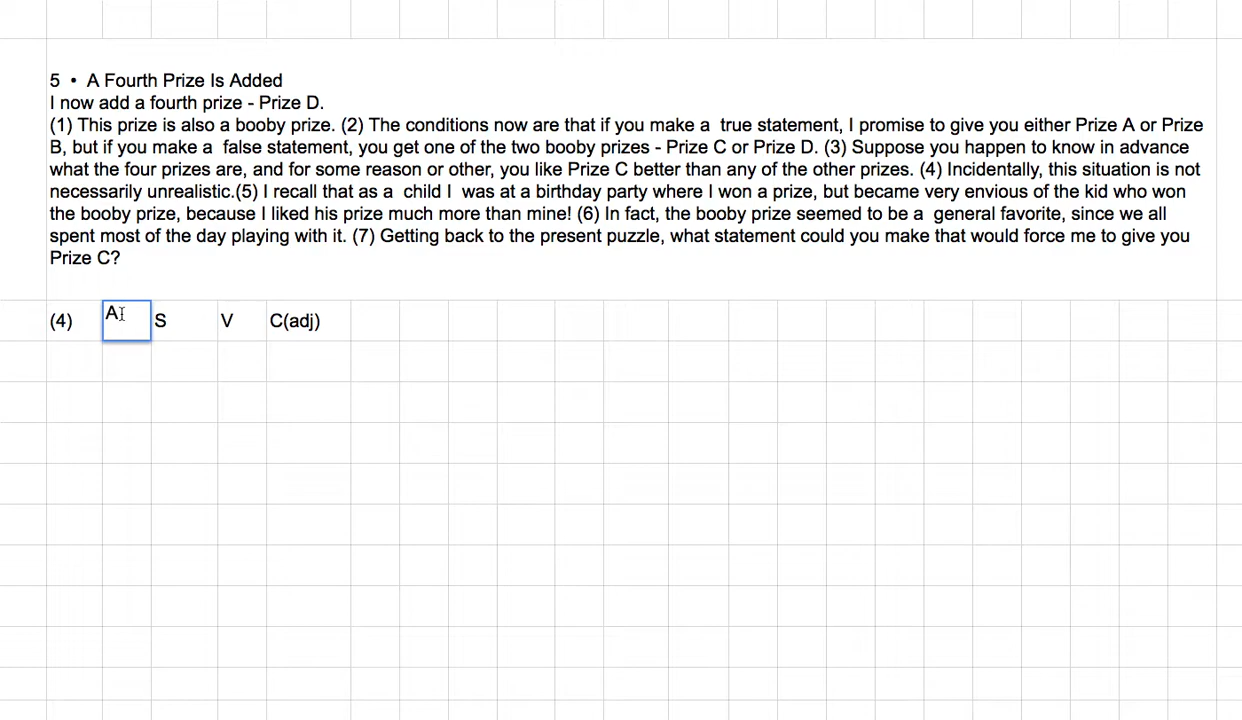 5 • A Fourth Prize Is Added
I now add a fourth prize - Prize D.
(1) This prize is also a booby prize. (2) The conditions now are that if you make a  true statement, I promise to give you either Prize A or Prize
B, but if you make a  false statement, you get one of the two booby prizes - Prize C or Prize D. (3) Suppose you happen to know in advance
what the four prizes are, and for some reason or other, you like Prize C better than any of the other prizes. (4) Incidentally, this situation is not
necessarily unrealistic.(5) I recall that as a  child I  was at a birthday party where I won a prize, but became very envious of the kid who won
the booby prize, because I liked his prize much more than mine! (6) In fact, the booby prize seemed to be a  general favorite, since we all
spent most of the day playing with it. (7) Getting back to the present puzzle, what statement could you make that would force me to give you
Prize C?
(4) A S V C(adj)